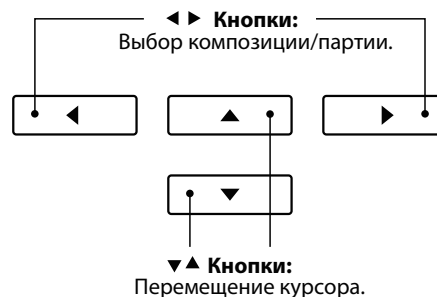 ◀ ▶ Кнопки:
Выбор композиции/партии.
◀
▲
▶
▼
▼▲ Кнопки:
Перемещение курсора.